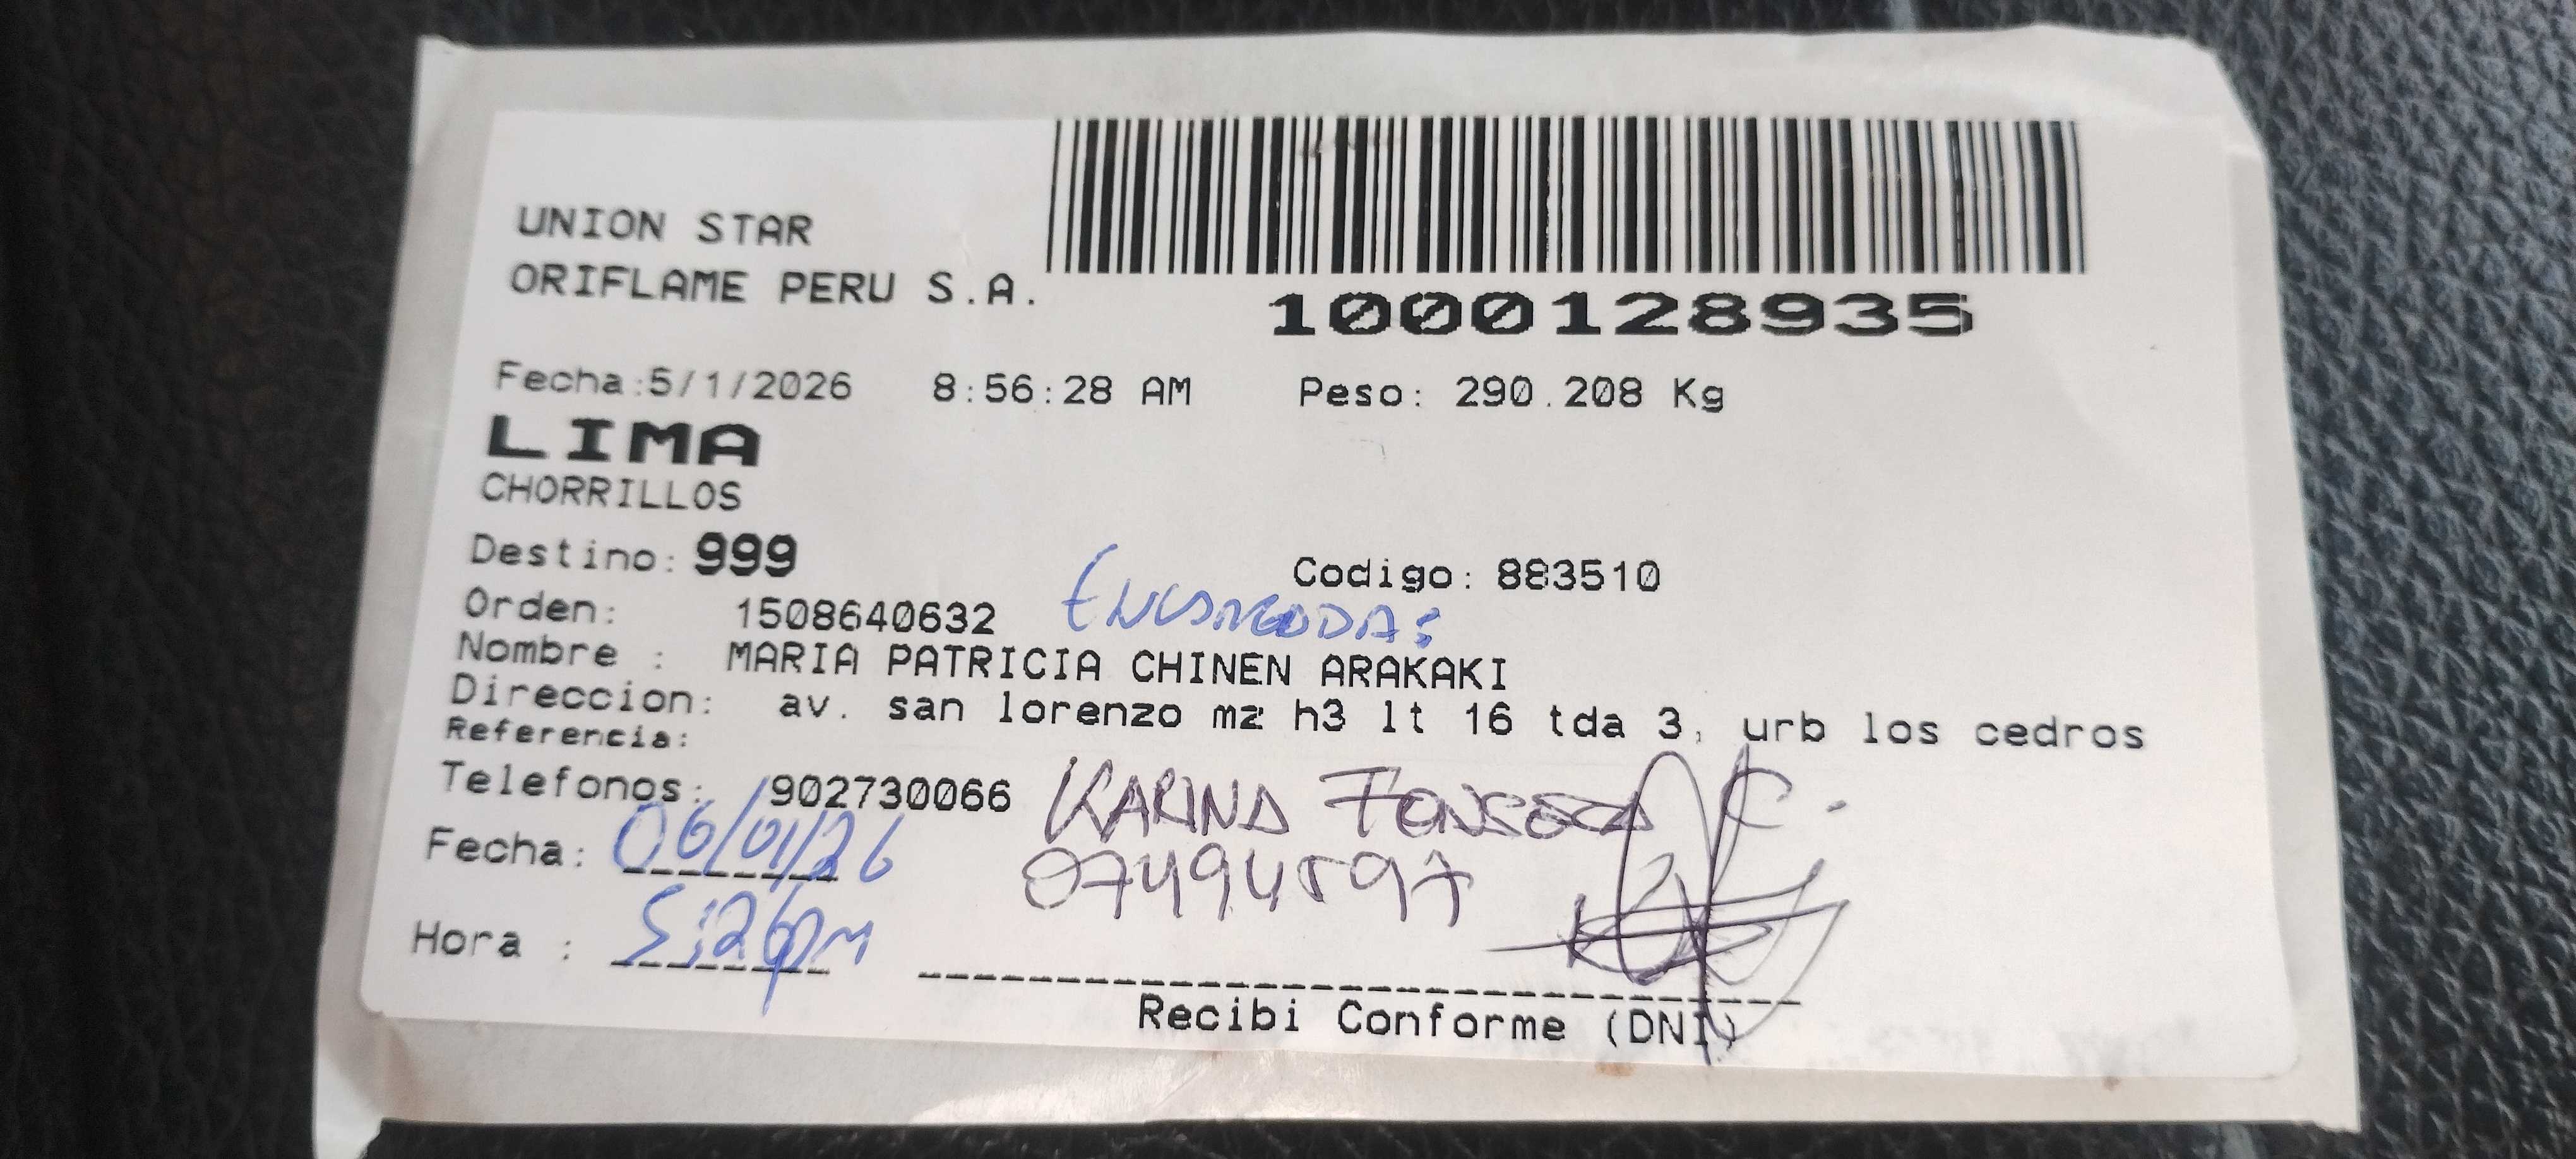 UNION STAR
ORIFLAME PERU S.A.
1000128935
Fecha:5/1/2026 8:56:28 AM Peso: 290.208 Kg
LIMA
CHORRILLOS
Destino: 999 Codigo: 883510
Orden: 1508640632
Nombre : MARIA PATRICIA CHINEN ARAKAKI
Direccion: av. san lorenzo mz h3 lt 16 tda 3, urb los cedros
Referencia:
Telefonos: 902730066
KARINA FONSECA C.
Fecha: 06/01/26
07494597
Hora : 5:26pm
Recibi Conforme (DNI)